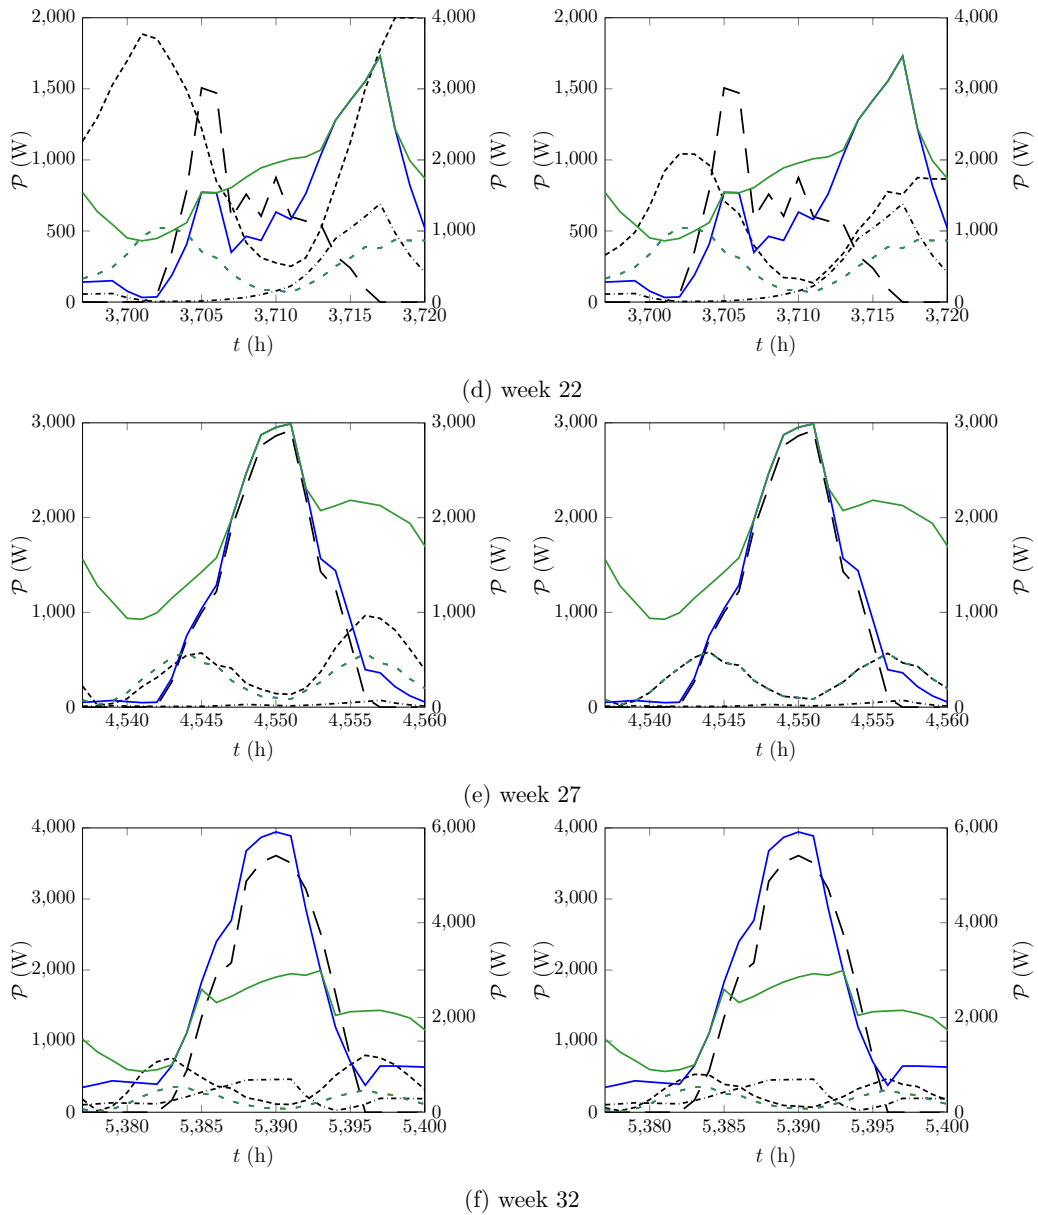 2,000 4,000 2,000 4,000
1,500 3,000 1,500 3,000
1,000 2,000 1,000 2,000
500 1,000 500 1,000
0 0 0 0
𝒫 (W) 𝒫 (W) 𝒫 (W) 𝒫 (W)
3,700 3,705 3,710 3,715 3,720 3,700 3,705 3,710 3,715 3,720
t (h) t (h)
(d) week 22
3,000 3,000 3,000 3,000
2,000 2,000 2,000 2,000
1,000 1,000 1,000 1,000
0 0 0 0
𝒫 (W) 𝒫 (W) 𝒫 (W) 𝒫 (W)
4,540 4,545 4,550 4,555 4,560 4,540 4,545 4,550 4,555 4,560
t (h) t (h)
(e) week 27
4,000 6,000 4,000 6,000
3,000 3,000
4,000 4,000
2,000 2,000
2,000 2,000
1,000 1,000
0 0 0 0
𝒫 (W) 𝒫 (W) 𝒫 (W) 𝒫 (W)
5,380 5,385 5,390 5,395 5,400 5,380 5,385 5,390 5,395 5,400
t (h) t (h)
(f) week 32